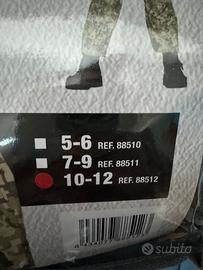 5-6 REF. 88510
7-9 REF. 88511
10-12 REF. 88512
subito